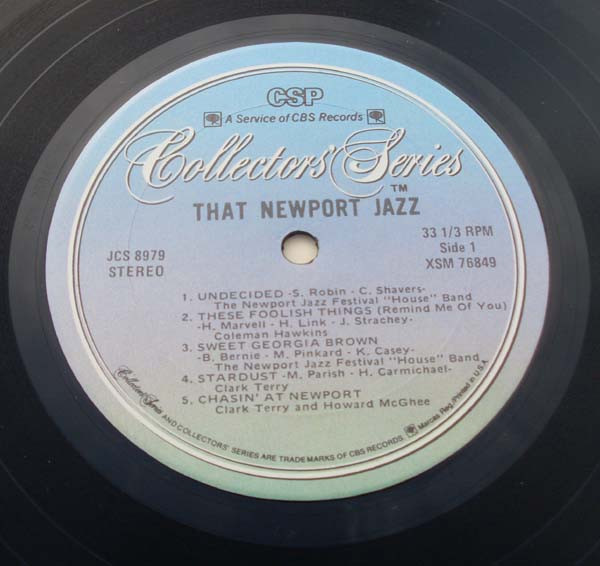 CSP
A Service of CBS Records
Collectors' Series
TM
THAT NEWPORT JAZZ
JCS 8979
STEREO
33 1/3 RPM
Side 1
XSM 76849
1. UNDECIDED -S. Robin - C. Shavers-
The Newport Jazz Festival "House" Band
2. THESE FOOLISH THINGS (Remind Me Of You)
-H. Marvell - H. Link - J. Strachey-
Coleman Hawkins
3. SWEET GEORGIA BROWN
-B. Bernie - M. Pinkard - K. Casey-
The Newport Jazz Festival "House" Band
4. STARDUST -M. Parish - H. Carmichael-
Clark Terry
5. CHASIN' AT NEWPORT
Clark Terry and Howard McGhee
Collectors' Series AND COLLECTORS' SERIES ARE TRADEMARKS OF CBS RECORDS. Marcas Reg./Printed in U.S.A.